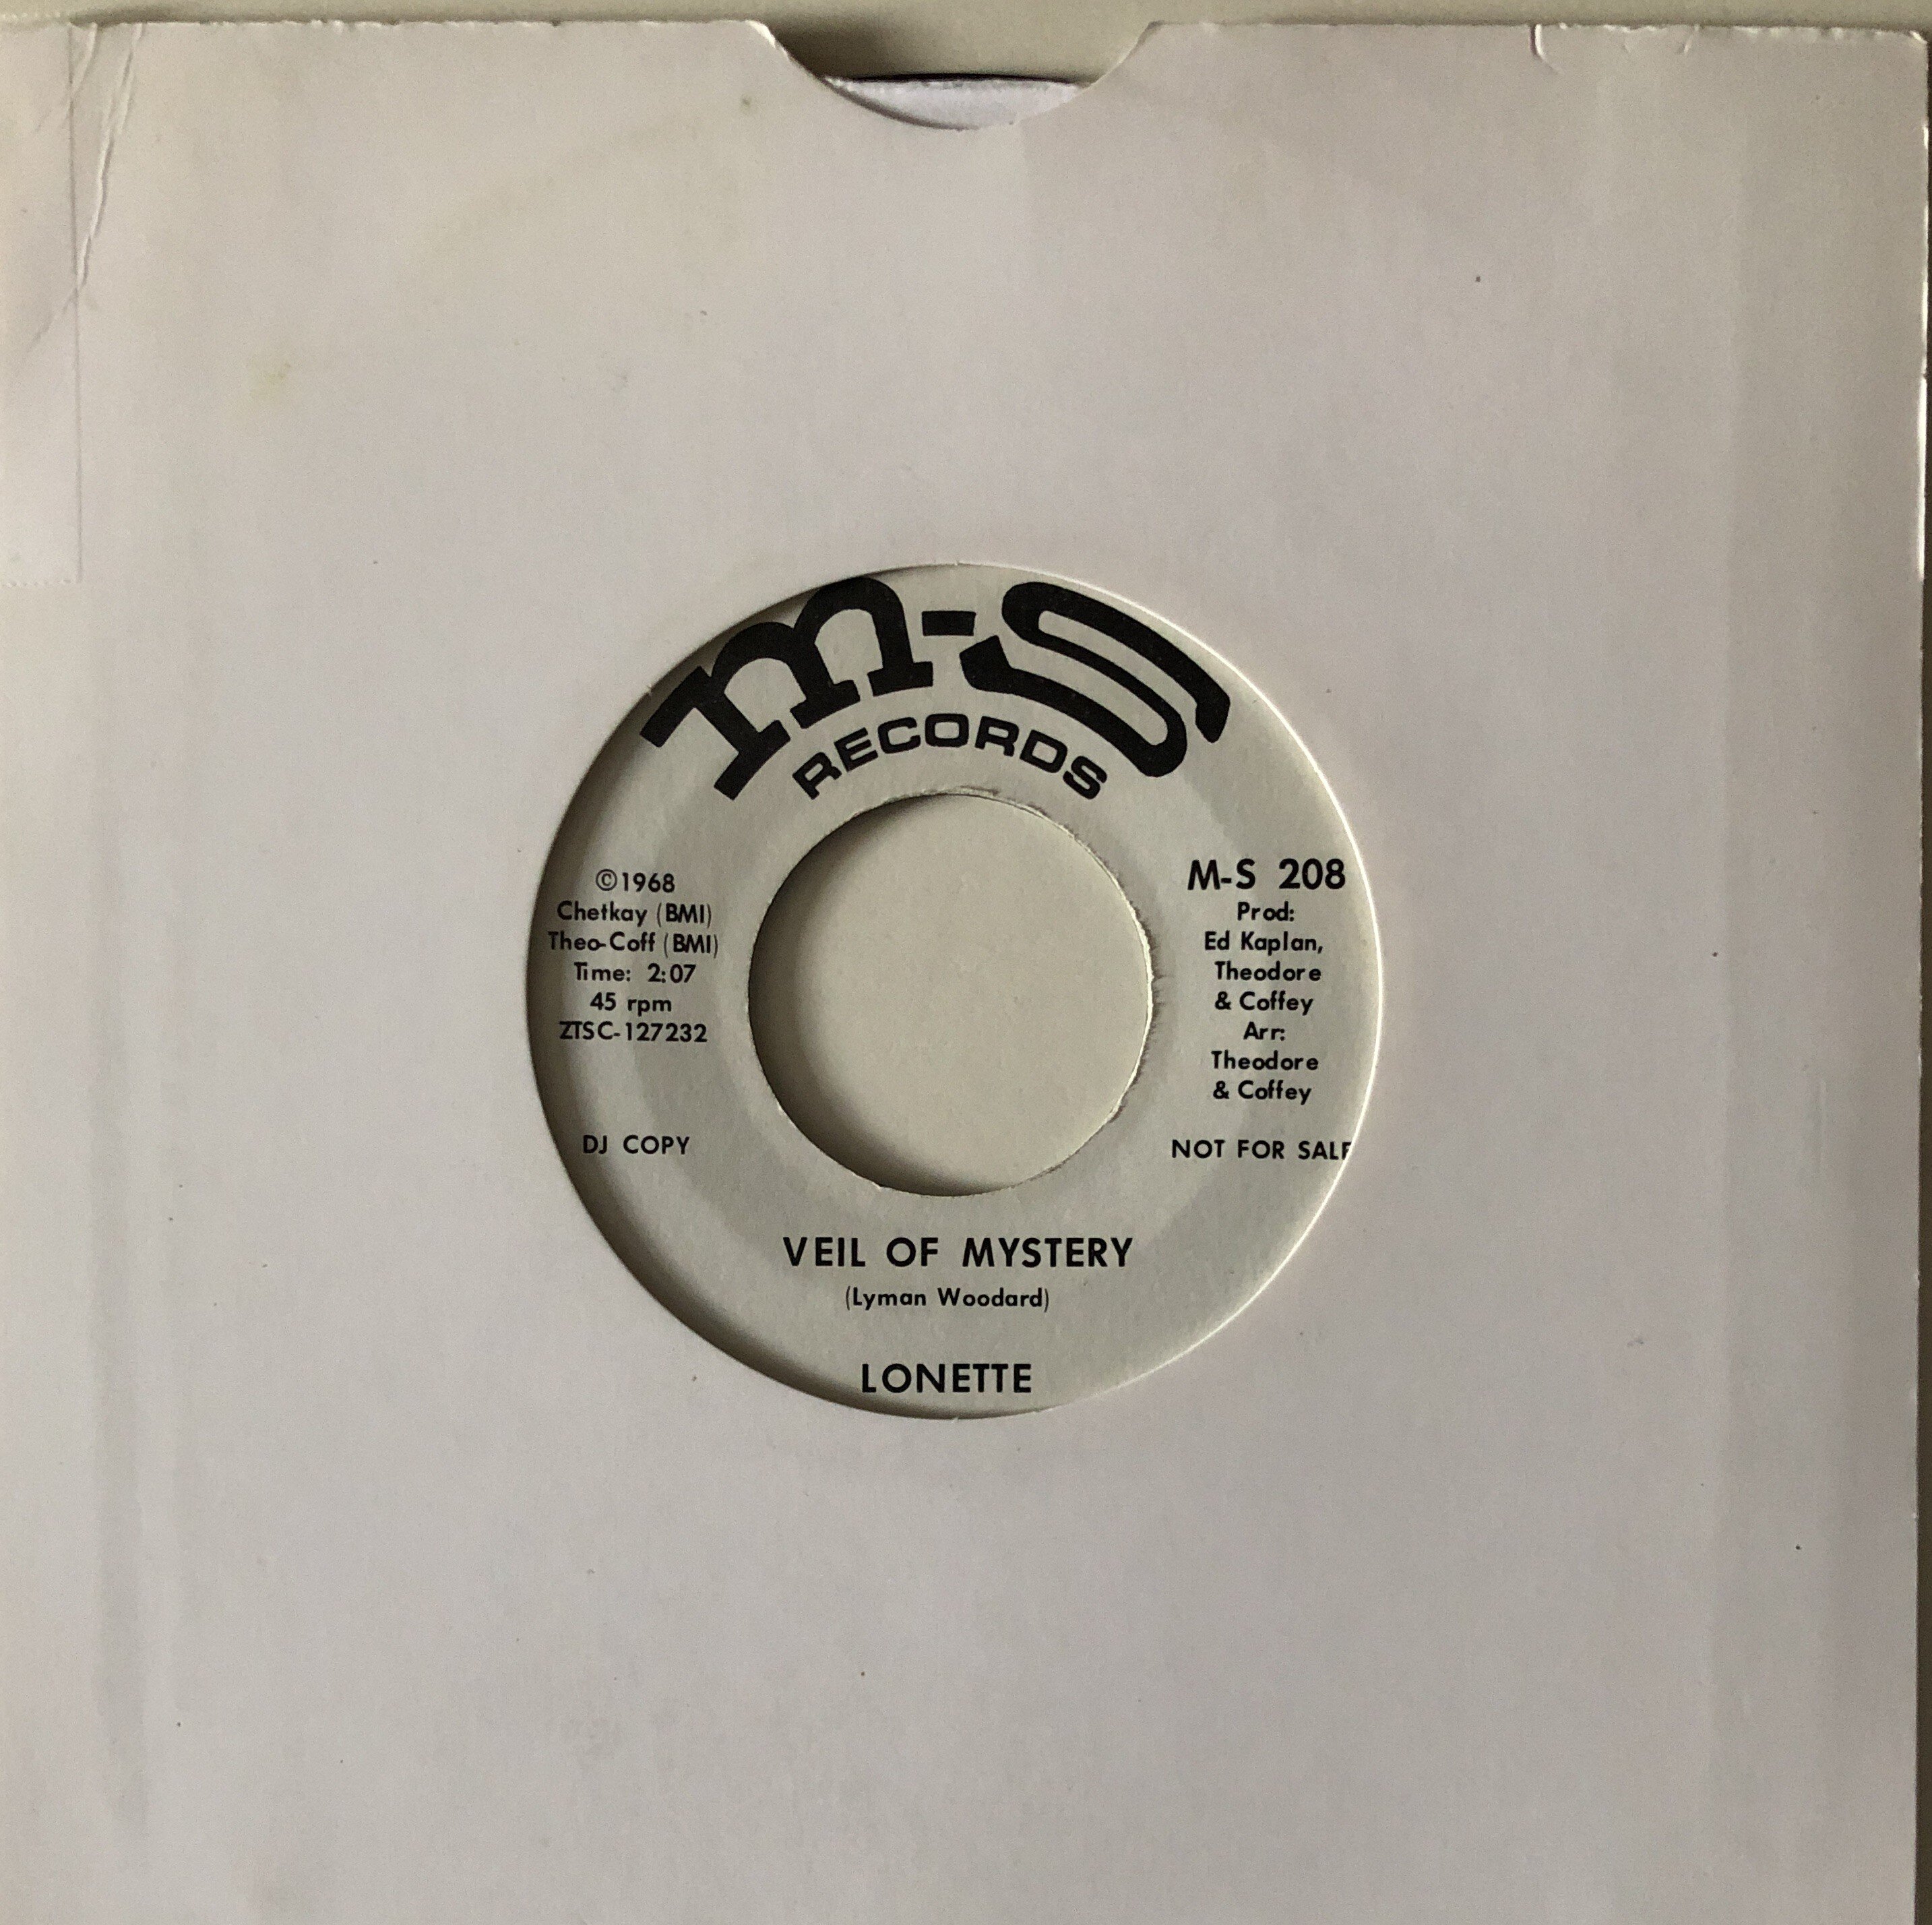 m-s
RECORDS
©1968
Chetkay (BMI)
Theo-Coff (BMI)
Time: 2:07
45 rpm
ZTSC-127232
DJ COPY
M-S 208
Prod:
Ed Kaplan,
Theodore
& Coffey
Arr:
Theodore
& Coffey
NOT FOR SALE
VEIL OF MYSTERY
(Lyman Woodard)
LONETTE